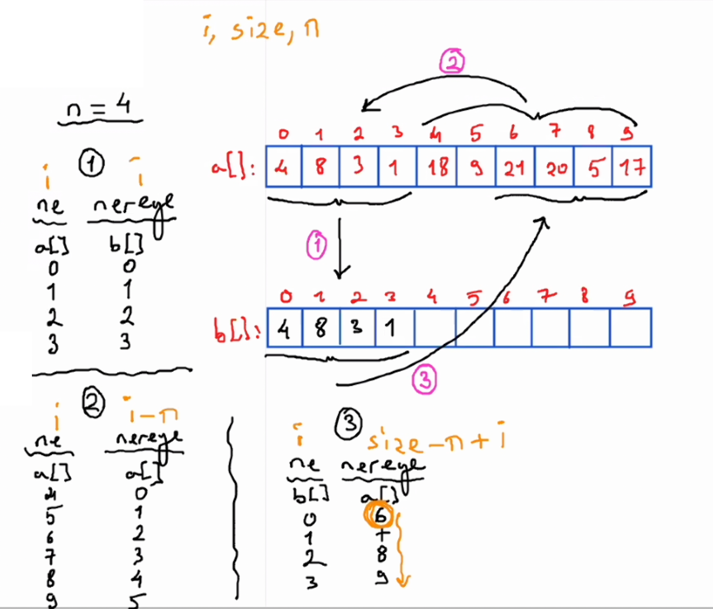 i, size, n
n = 4
②
0 1 2 3 4 5 6 7 8 9
a[]: 4 8 3 1 18 9 21 20 5 17
①
0 1 2 3 4 5 6 7 8 9
b[]: 4 8 3 1
③
①
i i
ne nereye
a[] b[]
0 0
1 1
2 2
3 3
②
i i-n
ne nereye
a[] a[]
4 0
5 1
6 2
7 3
8 4
9 5
③
i size-n+i
ne nereye
b[] a[]
0 6
1 7
2 8
3 9